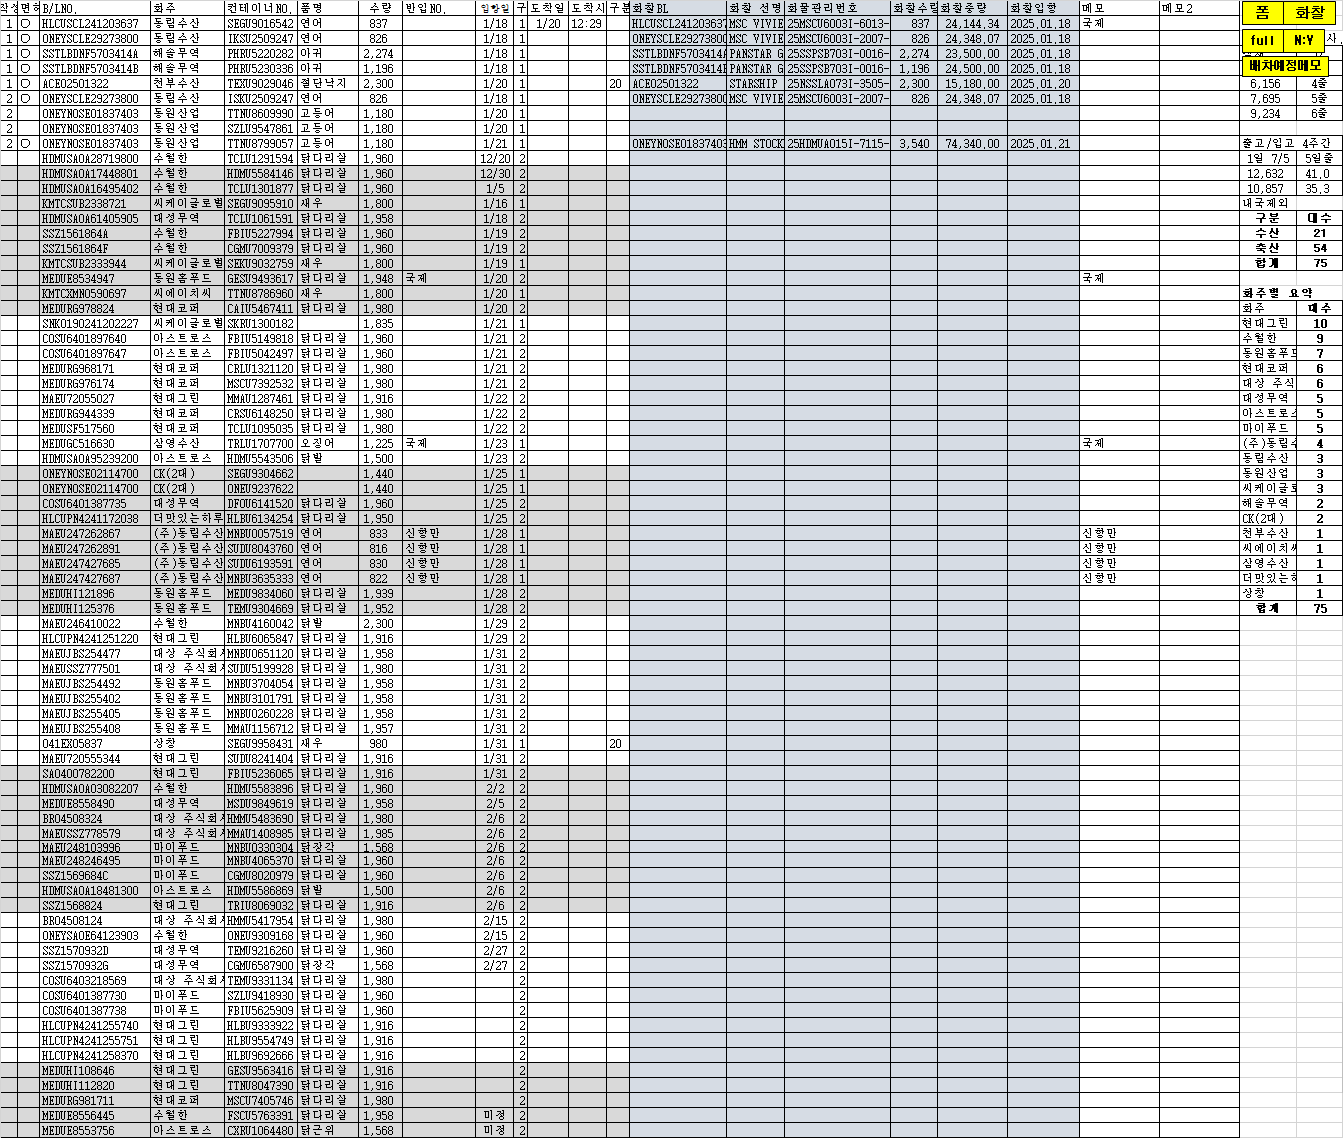 작성 면허 B/LNO. 화주 컨테이너NO. 품명 수량 반입NO. 입항일 구 도착일 도착시 구분 화찰BL 화찰 선명 화물관리번호 화찰수량 화찰중량 화찰입항 메모 메모2 폼 화찰
1 O HLCUSCL241203637 동림수산 SEGU9016542 연어 837 1/18 1 1/20 12:29 HLCUSCL241203637 MSC VIVIE 25MSCU6003I-6013- 837 24,144.34 2025.01.18 국제
1 O ONEYSCLE29273800 동림수산 IKSU2509247 연어 826 1/18 1 ONEYSCLE29273800 MSC VIVIE 25MSCU6003I-2007- 826 24,348.07 2025.01.18 full N:Y
1 O SSTLBDNF5703414A 해솔무역 PHRU5220282 아귀 2,274 1/18 1 SSTLBDNF5703414A PANSTAR G 25SSPSB703I-0016- 2,274 23,500.00 2025.01.18
1 O SSTLBDNF5703414B 해솔무역 PHRU5230336 아귀 1,196 1/18 1 SSTLBDNF5703414B PANSTAR G 25SSPSB703I-0016- 1,196 24,500.00 2025.01.18 배차예정메모
1 O ACE02501322 천부수산 TEXU9029046 절단낙지 2,300 1/20 1 20 ACE02501322 STARSHIP 25NSSLA073I-3505- 2,300 15,180.00 2025.01.20 6,156 4줄
2 O ONEYSCLE29273800 동림수산 ISKU2509247 연어 826 1/18 1 ONEYSCLE29273800 MSC VIVIE 25MSCU6003I-2007- 826 24,348.07 2025.01.18 7,695 5줄
2 ONEYNOSE01837403 동원산업 TTNU8609990 고등어 1,180 1/20 1 9,234 6줄
2 ONEYNOSE01837403 동원산업 SZLU9547861 고등어 1,180 1/20 1
2 O ONEYNOSE01837403 동원산업 TTNU8799057 고등어 1,180 1/21 1 ONEYNOSE01837403 HMM STOCK 25HDMUA015I-7115- 3,540 74,340.00 2025.01.21 출고/입고 4주간
HDMUSAOA28719800 수월한 TCLU1291594 닭다리살 1,960 12/20 2 1일 7/5 5일줄
HDMUSAOA17448801 수월한 HDMU5584146 닭다리살 1,960 12/30 2 12,632 41.0
HDMUSAOA16495402 수월한 TCLU1301877 닭다리살 1,960 1/5 2 10,857 35.3
KMTCSUB2338721 씨케이글로벌 SEGU9095910 새우 1,800 1/16 1 내국제외
HDMUSAOA61405905 대성무역 TCLU1061591 닭다리살 1,958 1/18 2 구분 대수
SSZ1561864A 수월한 FBIU5227994 닭다리살 1,960 1/19 2 수산 21
SSZ1561864F 수월한 CGMU7009379 닭다리살 1,960 1/19 2 축산 54
KMTCSUB2333944 씨케이글로벌 SEKU9032759 새우 1,800 1/19 1 합계 75
MEDUE8534947 동원홈푸드 GESU9493617 닭다리살 1,948 국제 1/20 2 국제
KMTCXMN0590697 씨에이치씨 TTNU8786960 새우 1,800 1/20 1 화주별 요약
MEDURG978824 현대코퍼 CAIU5467411 닭다리살 1,980 1/20 2 화주 대수
SNKO190241202227 씨케이글로벌 SKRU1300182 1,835 1/21 1 현대그린 10
COSU6401897640 아스트로스 FBIU5149818 닭다리살 1,960 1/21 2 수월한 9
COSU6401897647 아스트로스 FBIU5042497 닭다리살 1,960 1/21 2 동원홈푸드 7
MEDURG968171 현대코퍼 CRLU1321120 닭다리살 1,980 1/21 2 현대코퍼 6
MEDURG976174 현대코퍼 MSCU7392532 닭다리살 1,980 1/21 2 대상 주식 6
MAEU72055027 현대그린 MMAU1287461 닭다리살 1,916 1/22 2 대성무역 5
MEDURG944339 현대코퍼 CRSU6148250 닭다리살 1,980 1/22 2 아스트로스 5
MEDUSF517560 현대코퍼 TCLU1095035 닭다리살 1,980 1/22 2 마이푸드 5
MEDUGC516630 삼영수산 TRLU1707700 오징어 1,225 국제 1/23 1 국제 (주)동림수 4
HDMUSAOA95239200 아스트로스 HDMU5543506 닭발 1,500 1/23 2 동림수산 3
ONEYNOSE02114700 CK(2대) SEGU9304662 1,440 1/25 1 동원산업 3
ONEYNOSE02114700 CK(2대) ONEU9237622 1,440 1/25 1 씨케이글로 3
COSU6401387735 대성무역 DFOU6141520 닭다리살 1,960 1/25 2 해솔무역 2
HLCUPN4241172038 더맛있는하루 HLBU6134254 닭다리살 1,950 1/25 2 CK(2대) 2
MAEU247262867 (주)동림수산 MNBU0057519 연어 833 신항만 1/28 1 신항만 천부수산 1
MAEU247262891 (주)동림수산 SUDU8043760 연어 816 신항만 1/28 1 신항만 씨에이치씨 1
MAEU247427685 (주)동림수산 SUDU6193591 연어 830 신항만 1/28 1 신항만 삼영수산 1
MAEU247427687 (주)동림수산 MNBU3635333 연어 822 신항만 1/28 1 신항만 더맛있는하 1
MEDUHI121896 동원홈푸드 MEDU9834060 닭다리살 1,939 1/28 2 상창 1
MEDUHI125376 동원홈푸드 TEMU9304669 닭다리살 1,952 1/28 2 합계 75
MAEU246410022 수월한 MNBU4160042 닭발 2,300 1/29 2
HLCUPN4241251220 현대그린 HLBU6065847 닭다리살 1,916 1/29 2
MAEUJBS254477 대상 주식회사 MNBU0651120 닭다리살 1,958 1/31 2
MAEUSSZ777501 대상 주식회사 SUDU5199928 닭다리살 1,980 1/31 2
MAEUJBS254492 동원홈푸드 MNBU3704054 닭다리살 1,958 1/31 2
MAEUJBS255402 동원홈푸드 MNBU3101791 닭다리살 1,958 1/31 2
MAEUJBS255405 동원홈푸드 MNBU0260228 닭다리살 1,958 1/31 2
MAEUJBS255408 동원홈푸드 MMAU1156712 닭다리살 1,957 1/31 2
041EX05837 상창 SEGU9958431 새우 980 1/31 1 20
MAEU720555344 현대그린 SUDU8241404 닭다리살 1,916 1/31 2
SA0400782200 현대그린 FBIU5236065 닭다리살 1,916 1/31 2
HDMUSAOA03082207 수월한 HDMU5583896 닭다리살 1,960 2/2 2
MEDUE8558490 대성무역 MSDU9849619 닭다리살 1,958 2/5 2
BRO4508324 대상 주식회사 HMMU5483690 닭다리살 1,980 2/6 2
MAEUSSZ778579 대상 주식회사 MMAU1408985 닭다리살 1,985 2/6 2
MAEU248103996 마이푸드 MNBU0330304 닭장각 1,568 2/6 2
MAEU248246495 마이푸드 MNBU4065370 닭다리살 1,960 2/6 2
SSZ1569684C 마이푸드 CGMU8020979 닭다리살 1,960 2/6 2
HDMUSAOA18481300 아스트로스 HDMU5586869 닭발 1,500 2/6 2
SSZ1568824 현대그린 TRIU8069032 닭다리살 1,916 2/6 2
BRO4508124 대상 주식회사 HMMU5417954 닭다리살 1,980 2/15 2
ONEYSAOE64123903 수월한 ONEU9309168 닭다리살 1,960 2/15 2
SSZ1570932D 대성무역 TEMU9216260 닭다리살 1,960 2/27 2
SSZ1570932G 대성무역 CGMU6587900 닭장각 1,568 2/27 2
COSU6403218569 대상 주식회사 TEMU9331134 닭다리살 1,980 2
COSU6401387730 마이푸드 SZLU9418930 닭다리살 1,960 2
COSU6401387738 마이푸드 FBIU5625909 닭다리살 1,960 2
HLCUPN4241255740 현대그린 HLBU9333922 닭다리살 1,916 2
HLCUPN4241255751 현대그린 HLBU9554749 닭다리살 1,916 2
HLCUPN4241258370 현대그린 HLBU9692666 닭다리살 1,916 2
MEDUHI108646 현대그린 GESU9563416 닭다리살 1,916 2
MEDUHI112820 현대그린 TTNU8047390 닭다리살 1,916 2
MEDURG981711 현대코퍼 MSCU7405746 닭다리살 1,980 2
MEDUE8556445 수월한 FSCU5763391 닭다리살 1,958 미정 2
MEDUE8553756 아스트로스 CXRU1064480 닭근위 1,568 미정 2